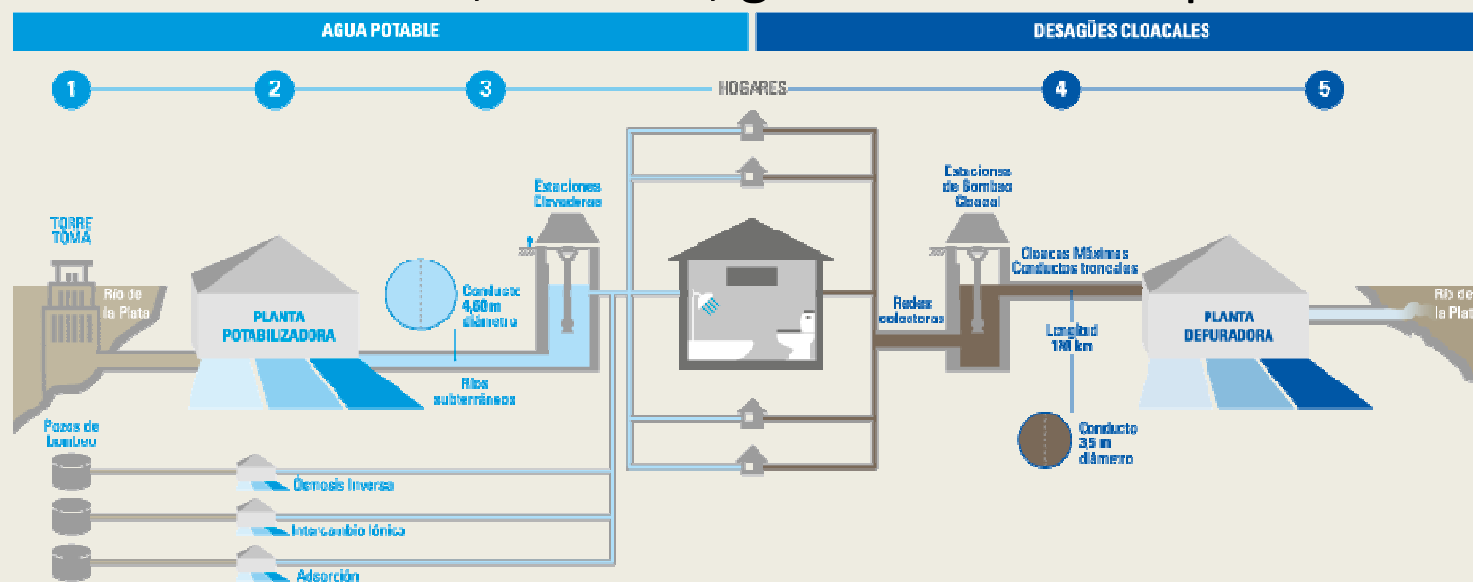 AGUA POTABLE
DESAGÜES CLOACALES
1
2
3
HOGARES
4
5
TORRE
TOMA
Río de
la Plata
PLANTA
POTABILIZADORA
Conducto
4,60 m
diámetro
Ríos
subterráneos
Estaciones
Elevadoras
Pozos de
bombeo
Ósmosis Inversa
Intercambio Iónico
Adsorción
Redes
colectoras
Estaciones
de Bombeo
Cloacal
Cloacas Máximas
Conductos troncales
Longitud
km
Conducto
3,5 m
diámetro
PLANTA
DEPURADORA
Río de
la Plata